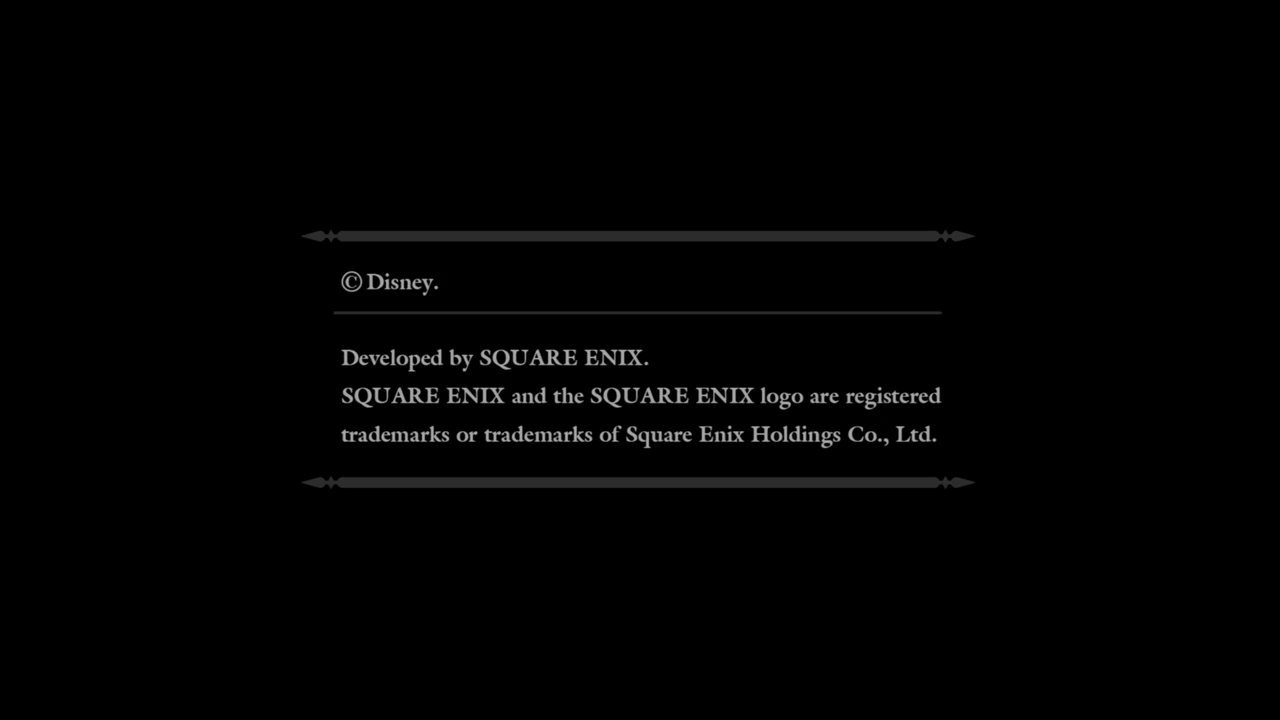 © Disney.
Developed by SQUARE ENIX.
SQUARE ENIX and the SQUARE ENIX logo are registered
trademarks or trademarks of Square Enix Holdings Co., Ltd.